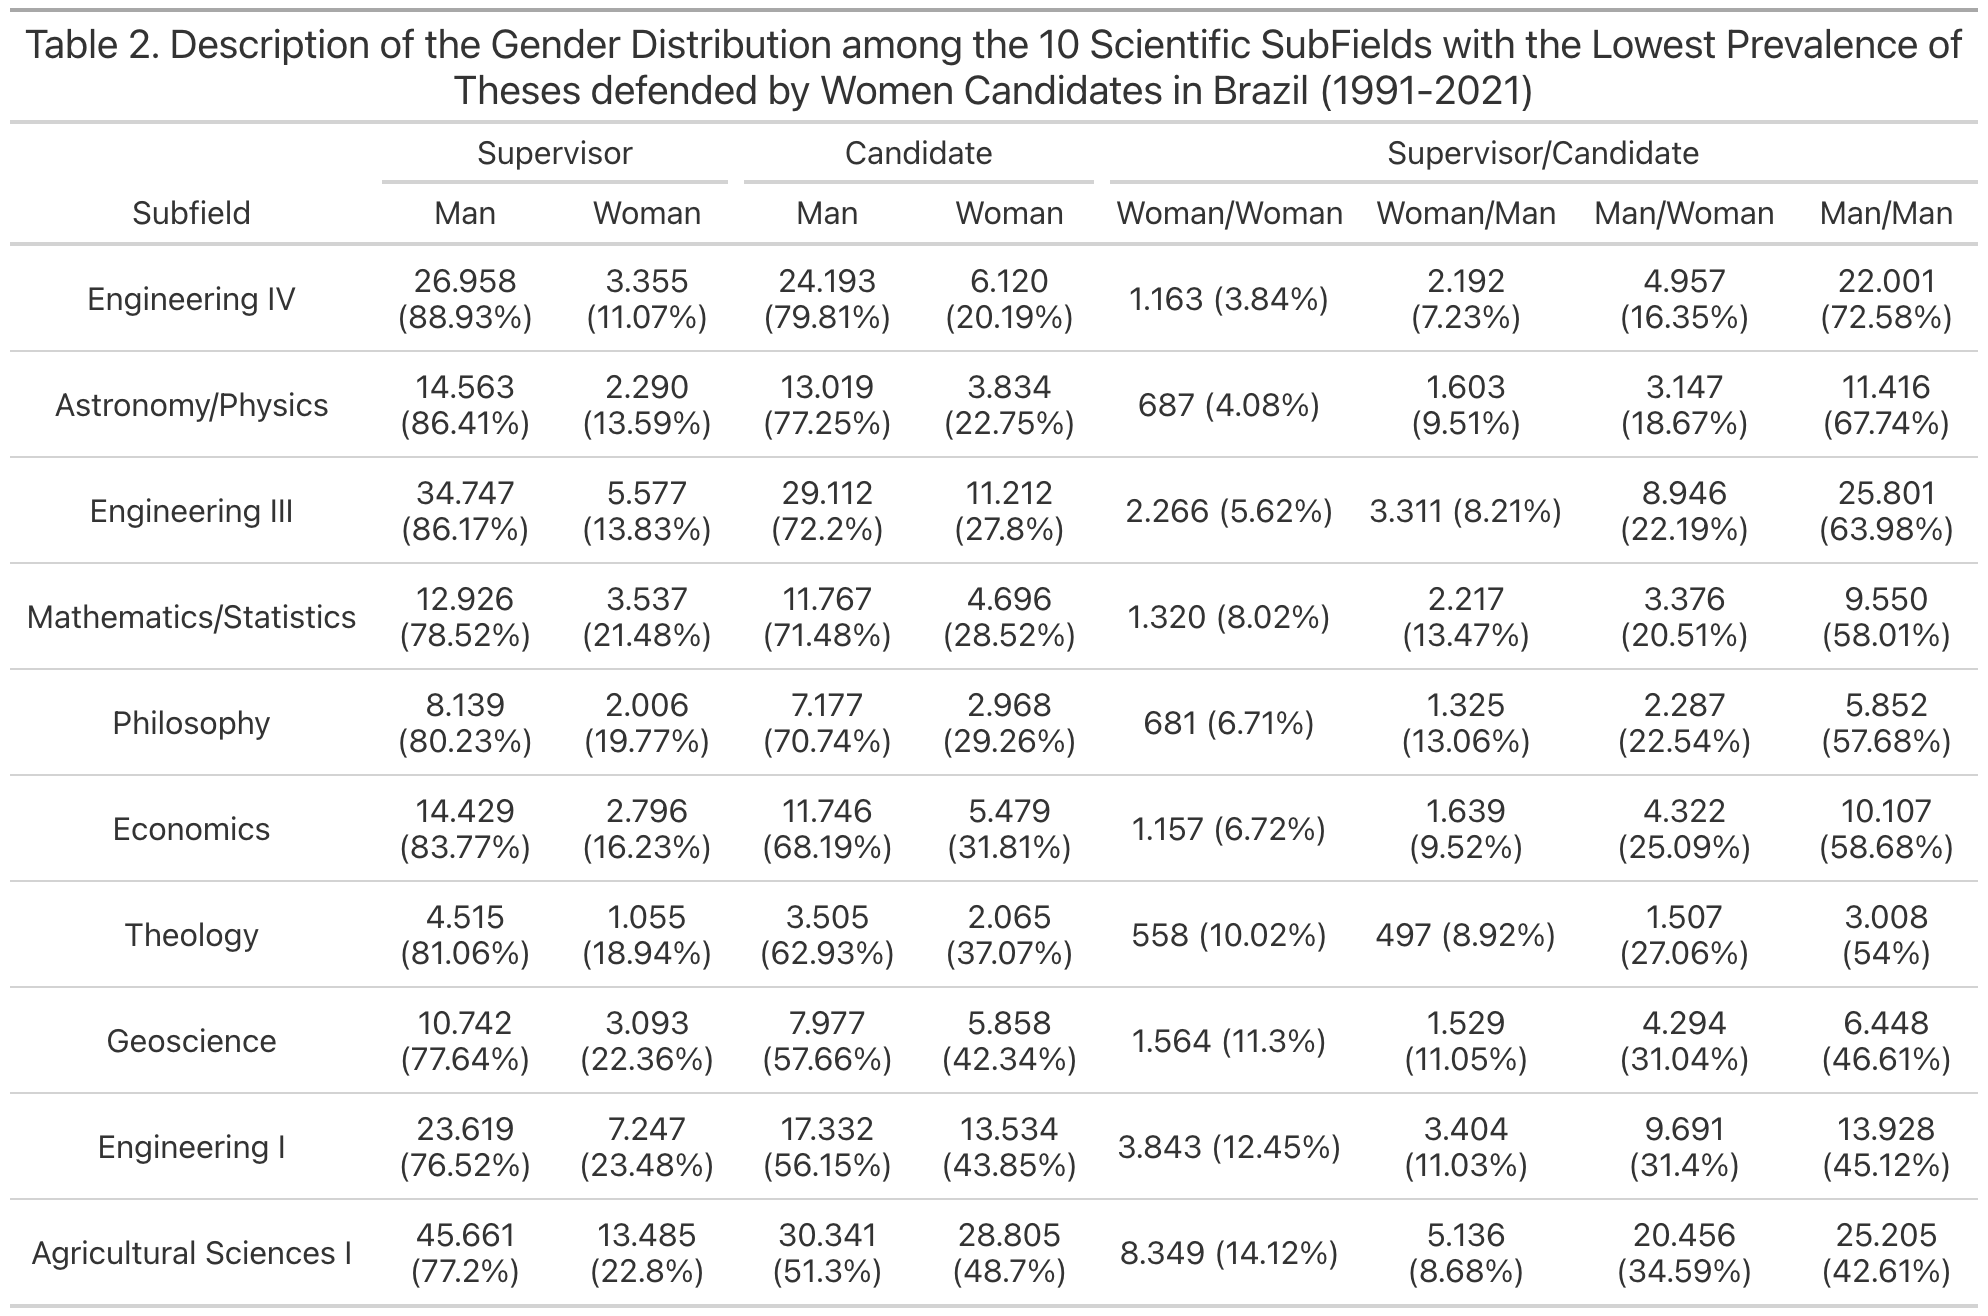 Table 2. Description of the Gender Distribution among the 10 Scientific SubFields with the Lowest Prevalence of
Theses defended by Women Candidates in Brazil (1991-2021)
Supervisor Candidate Supervisor/Candidate
Subfield Man Woman Man Woman Woman/Woman Woman/Man Man/Woman Man/Man
Engineering IV 26.958 (88.93%) 3.355 (11.07%) 24.193 (79.81%) 6.120 (20.19%) 1.163 (3.84%) 2.192 (7.23%) 4.957 (16.35%) 22.001 (72.58%)
Astronomy/Physics 14.563 (86.41%) 2.290 (13.59%) 13.019 (77.25%) 3.834 (22.75%) 687 (4.08%) 1.603 (9.51%) 3.147 (18.67%) 11.416 (67.74%)
Engineering III 34.747 (86.17%) 5.577 (13.83%) 29.112 (72.2%) 11.212 (27.8%) 2.266 (5.62%) 3.311 (8.21%) 8.946 (22.19%) 25.801 (63.98%)
Mathematics/Statistics 12.926 (78.52%) 3.537 (21.48%) 11.767 (71.48%) 4.696 (28.52%) 1.320 (8.02%) 2.217 (13.47%) 3.376 (20.51%) 9.550 (58.01%)
Philosophy 8.139 (80.23%) 2.006 (19.77%) 7.177 (70.74%) 2.968 (29.26%) 681 (6.71%) 1.325 (13.06%) 2.287 (22.54%) 5.852 (57.68%)
Economics 14.429 (83.77%) 2.796 (16.23%) 11.746 (68.19%) 5.479 (31.81%) 1.157 (6.72%) 1.639 (9.52%) 4.322 (25.09%) 10.107 (58.68%)
Theology 4.515 (81.06%) 1.055 (18.94%) 3.505 (62.93%) 2.065 (37.07%) 558 (10.02%) 497 (8.92%) 1.507 (27.06%) 3.008 (54%)
Geoscience 10.742 (77.64%) 3.093 (22.36%) 7.977 (57.66%) 5.858 (42.34%) 1.564 (11.3%) 1.529 (11.05%) 4.294 (31.04%) 6.448 (46.61%)
Engineering I 23.619 (76.52%) 7.247 (23.48%) 17.332 (56.15%) 13.534 (43.85%) 3.843 (12.45%) 3.404 (11.03%) 9.691 (31.4%) 13.928 (45.12%)
Agricultural Sciences I 45.661 (77.2%) 13.485 (22.8%) 30.341 (51.3%) 28.805 (48.7%) 8.349 (14.12%) 5.136 (8.68%) 20.456 (34.59%) 25.205 (42.61%)